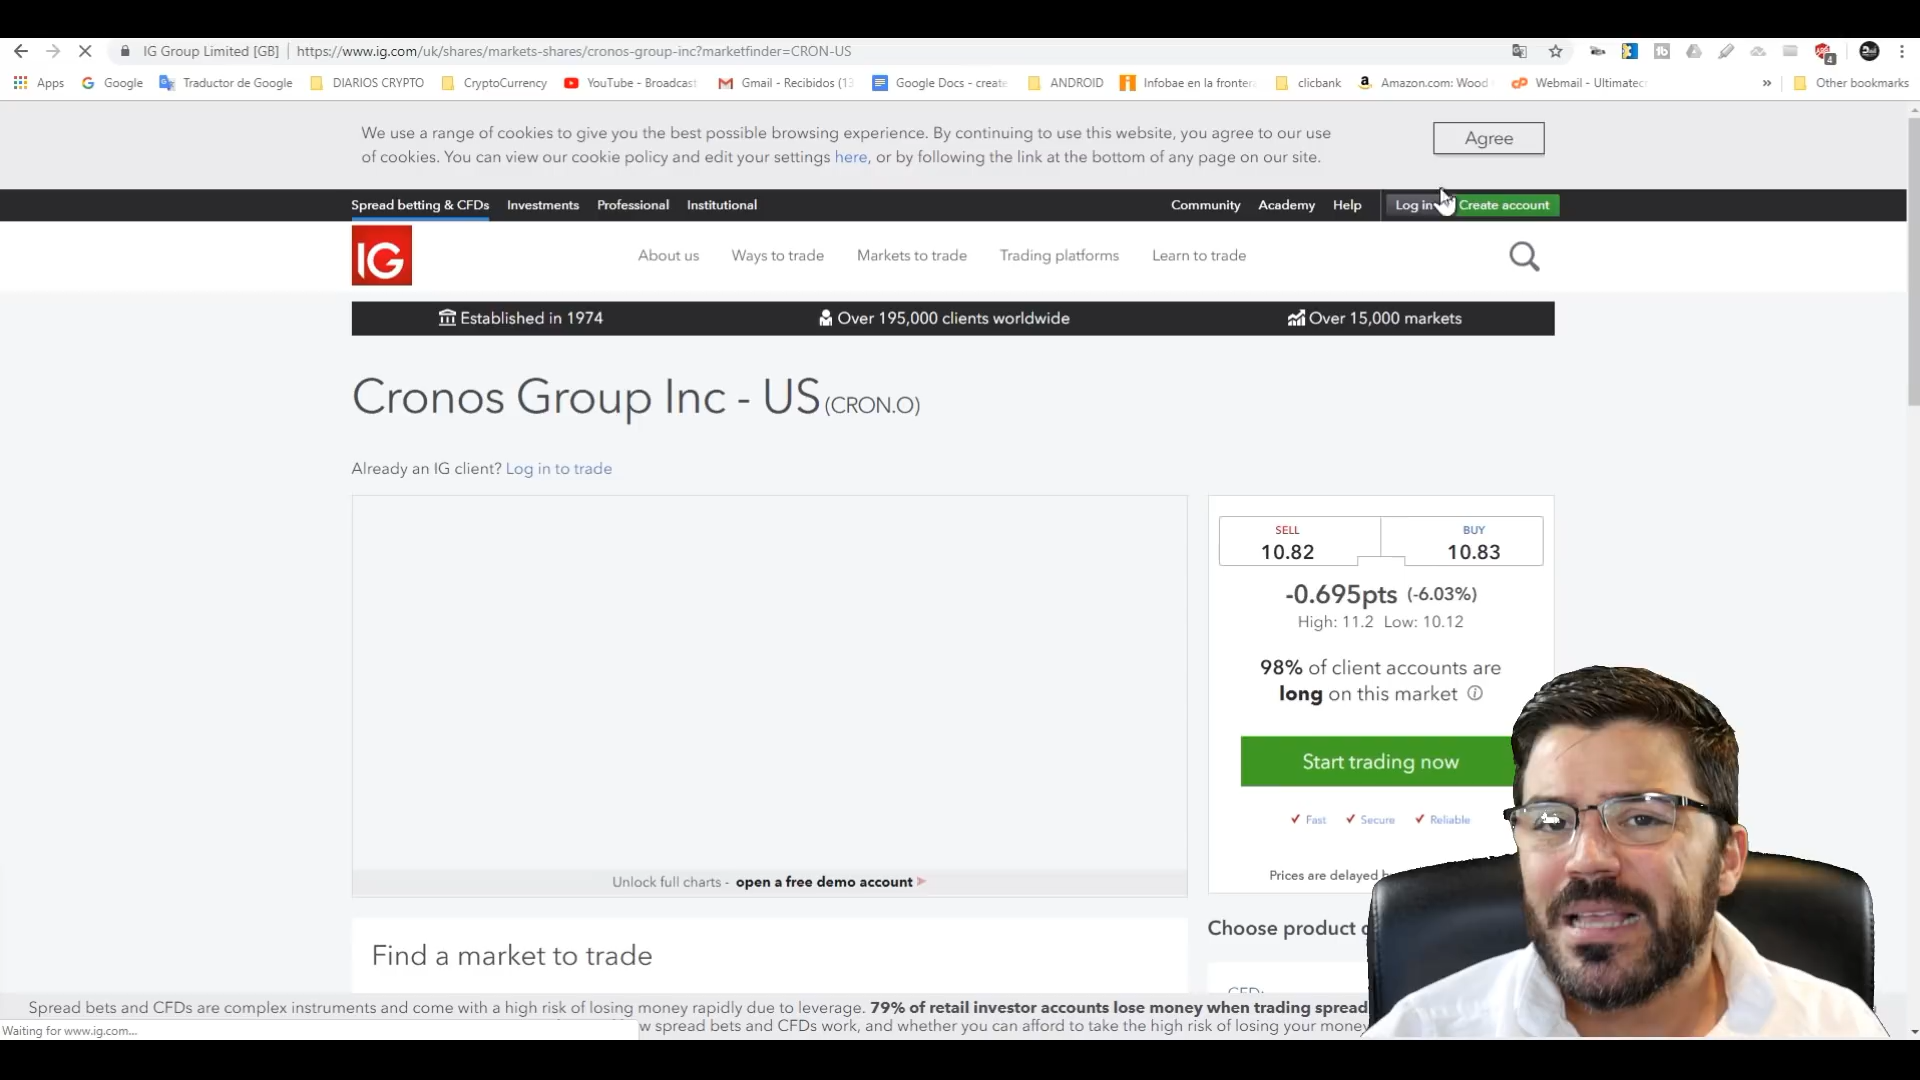 IG Group Limited [GB] | https://www.ig.com/uk/shares/markets-shares/cronos-group-inc?marketfinder=CRON-US
4
Apps Google Traductor de Google DIARIOS CRYPTO CryptoCurrency YouTube - Broadcast Gmail - Recibidos (13 Google Docs - create ANDROID Infobae en la frontera clicbank Amazon.com: Wood Webmail - Ultimate » Other bookmarks
We use a range of cookies to give you the best possible browsing experience. By continuing to use this website, you agree to our use
of cookies. You can view our cookie policy and edit your settings here, or by following the link at the bottom of any page on our site.
Agree
Spread betting & CFDs Investments Professional Institutional Community Academy Help Log in Create account
IG About us Ways to trade Markets to trade Trading platforms Learn to trade
Established in 1974 Over 195,000 clients worldwide Over 15,000 markets
Cronos Group Inc - US (CRON.O)
Already an IG client? Log in to trade
SELL BUY
10.82 10.83
-0.695pts (-6.03%)
High: 11.2 Low: 10.12
98% of client accounts are
long on this market
Start trading now
Fast Secure Reliable
Prices are delayed
Unlock full charts - open a free demo account
Choose product
Find a market to trade
Spread bets and CFDs are complex instruments and come with a high risk of losing money rapidly due to leverage. 79% of retail investor accounts lose money when trading spread
Waiting for www.ig.com...
spread bets and CFDs work, and whether you can afford to take the high risk of losing your money